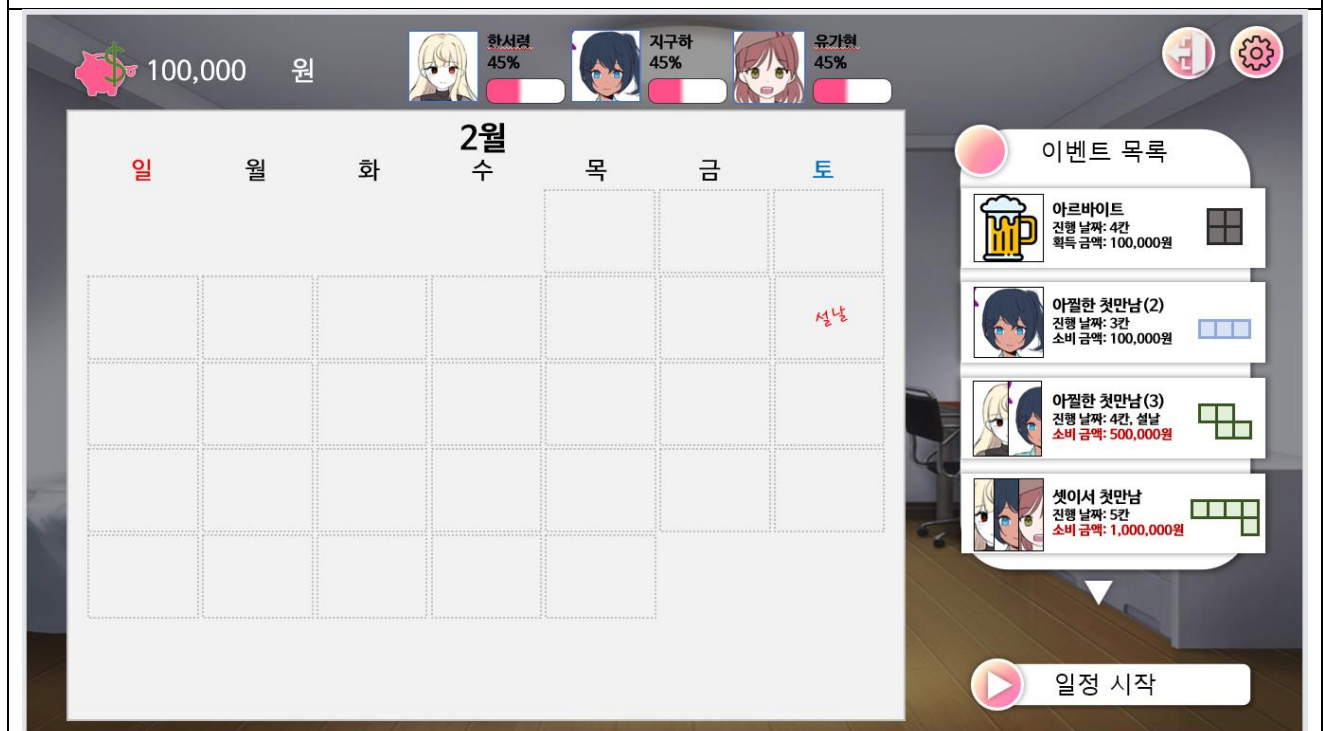 100,000 원
한서련
45%
지구하
45%
유가현
45%
2월
일 월 화 수 목 금 토
설날
이벤트 목록
아르바이트
진행 날짜: 4칸
획득 금액: 100,000원
아찔한 첫만남(2)
진행 날짜: 3칸
소비 금액: 100,000원
아찔한 첫만남(3)
진행 날짜: 4칸, 설날
소비 금액: 500,000원
셋이서 첫만남
진행 날짜: 5칸
소비 금액: 1,000,000원
일정 시작